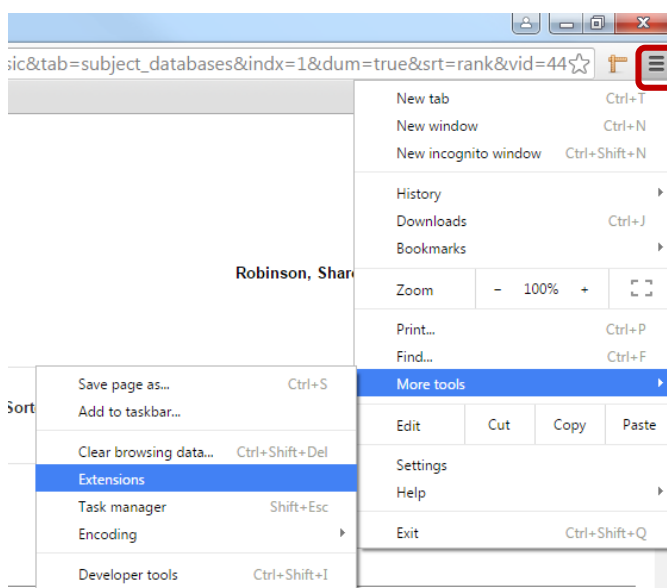 sic&tab=subject_databases&indx=1&dum=true&srt=rank&vid=44
New tab Ctrl+T
New window Ctrl+N
New incognito window Ctrl+Shift+N
History
Downloads Ctrl+J
Bookmarks
Robinson, Shar
Zoom - 100% +
Print... Ctrl+P
Find... Ctrl+F
More tools
Save page as... Ctrl+S
Sort
Add to taskbar...
Edit Cut Copy Paste
Clear browsing data... Ctrl+Shift+Del
Settings
Extensions
Help
Task manager Shift+Esc
Encoding
Exit Ctrl+Shift+Q
Developer tools Ctrl+Shift+I